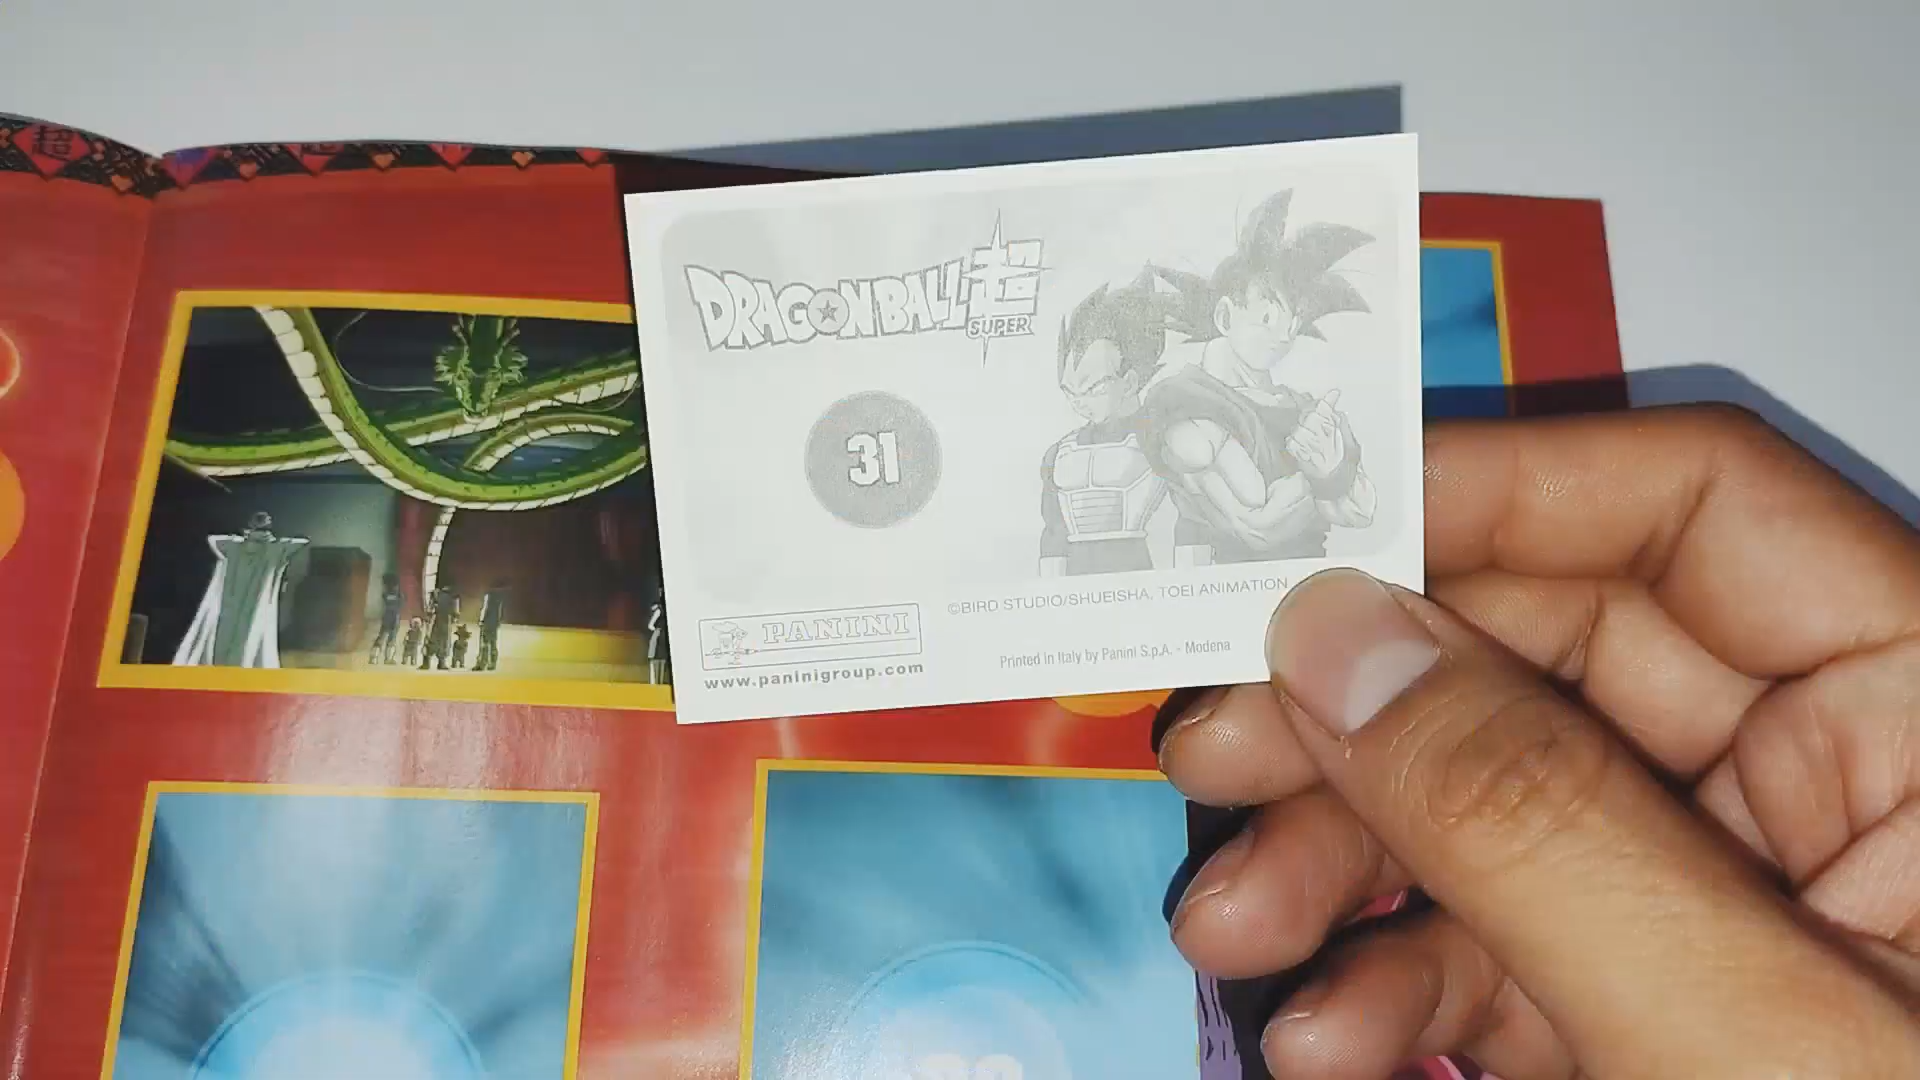 DRAGON BALL 超
SUPER
31
PANINI
www.paninigroup.com
©BIRD STUDIO/SHUEISHA, TOEI ANIMATION
Printed in Italy by Panini S.p.A. - Modena
超